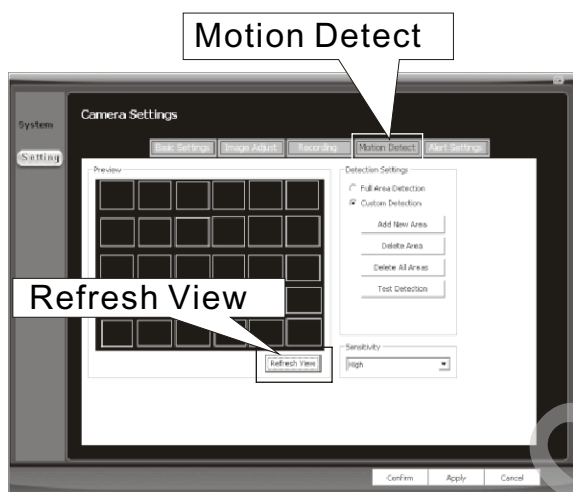 Motion Detect
System
Setting
Camera Settings
Basic Settings Image Adjust Recording Motion Detect Alert Settings
Preview
Detection Settings
Full Area Detection
Custom Detection
Add New Area
Delete Area
Delete All Areas
Test Detection
Refresh View
Refresh View
Sensitivity
High
Confirm Apply Cancel